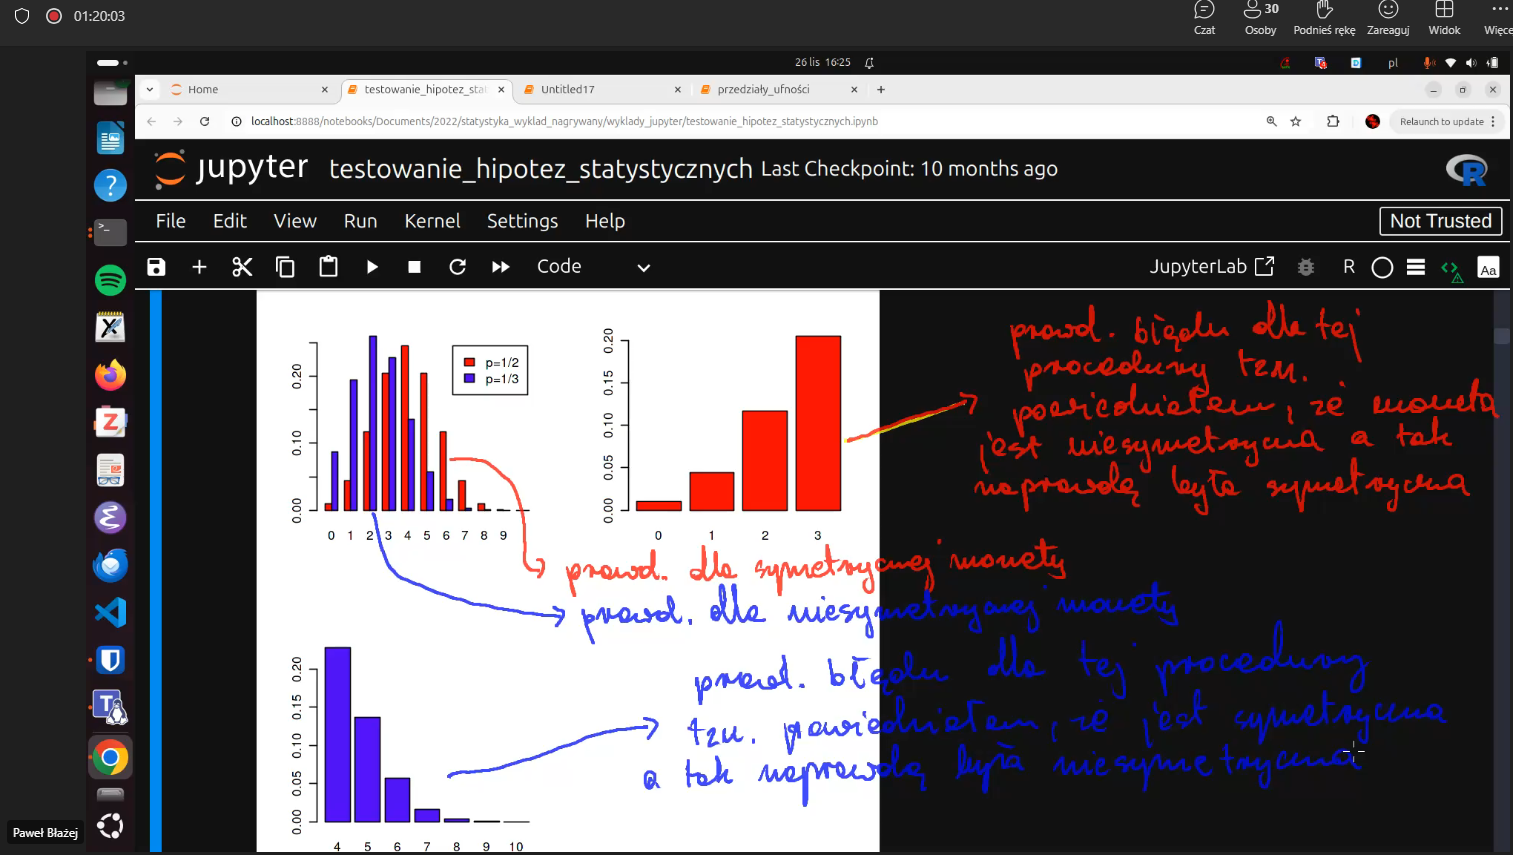 01:20:03
Czat
30
Osoby
Podnieś rękę
Zareaguj
Widok
Więce
26 lis 16:25
pl
Home
testowanie_hipotez_stat
Untitled17
przedziały_ufności
localhost:8888/notebooks/Documents/2022/statystyka_wyklad_nagrywany/wyklady_jupyter/testowanie_hipotez_statystycznych.ipynb
Relaunch to update
jupyter testowanie_hipotez_statystycznych Last Checkpoint: 10 months ago
R
File Edit View Run Kernel Settings Help
Not Trusted
Code
JupyterLab
R
Aa
0.00 0.10 0.20
p=1/2
p=1/3
0 1 2 3 4 5 6 7 8 9
0.00 0.05 0.10 0.15 0.20
0 1 2 3
prawd. błędu dla tej
procedury tzn.
powiedziałem, że moneta
jest niesymetryczna a tak
naprawdę była symetryczna
prawd. dla symetrycznej monety
prawd. dla niesymetrycznej monety
0.00 0.05 0.10 0.15 0.20
4 5 6 7 8 9 10
prawd. błędu dla tej procedury
tzn. powiedziałem, że jest symetryczna
a tak naprawdę była niesymetryczna
Paweł Błażej